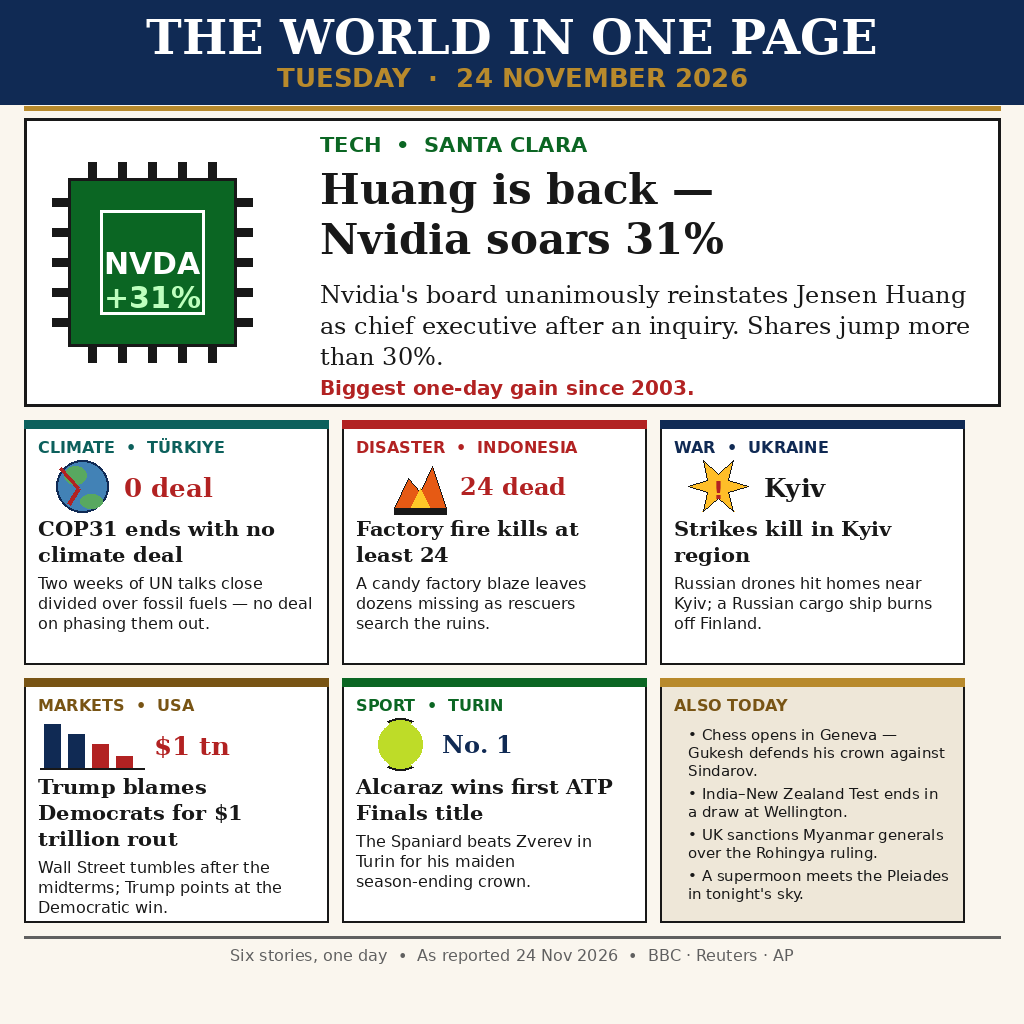 THE WORLD IN ONE PAGE
TUESDAY · 24 NOVEMBER 2026
NVDA
+31%
TECH • SANTA CLARA
Huang is back —
Nvidia soars 31%
Nvidia's board unanimously reinstates Jensen Huang
as chief executive after an inquiry. Shares jump more
than 30%.
Biggest one-day gain since 2003.
CLIMATE • TÜRKIYE
0 deal
COP31 ends with no
climate deal
Two weeks of UN talks close
divided over fossil fuels — no deal
on phasing them out.
DISASTER • INDONESIA
24 dead
Factory fire kills at
least 24
A candy factory blaze leaves
dozens missing as rescuers
search the ruins.
WAR • UKRAINE
!
Kyiv
Strikes kill in Kyiv
region
Russian drones hit homes near
Kyiv; a Russian cargo ship burns
off Finland.
MARKETS • USA
$1 tn
Trump blames
Democrats for $1
trillion rout
Wall Street tumbles after the
midterms; Trump points at the
Democratic win.
SPORT • TURIN
No. 1
Alcaraz wins first ATP
Finals title
The Spaniard beats Zverev in
Turin for his maiden
season-ending crown.
ALSO TODAY
• Chess opens in Geneva —
Gukesh defends his crown against
Sindarov.
• India–New Zealand Test ends in
a draw at Wellington.
• UK sanctions Myanmar generals
over the Rohingya ruling.
• A supermoon meets the Pleiades
in tonight's sky.
Six stories, one day • As reported 24 Nov 2026 • BBC · Reuters · AP